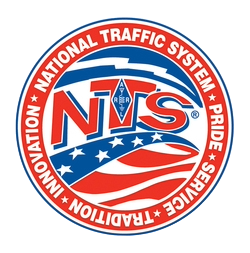 NATIONAL TRAFFIC SYSTEM
NTS®
A
R R
L
PRIDE ★ SERVICE ★ TRADITION ★ INNOVATION